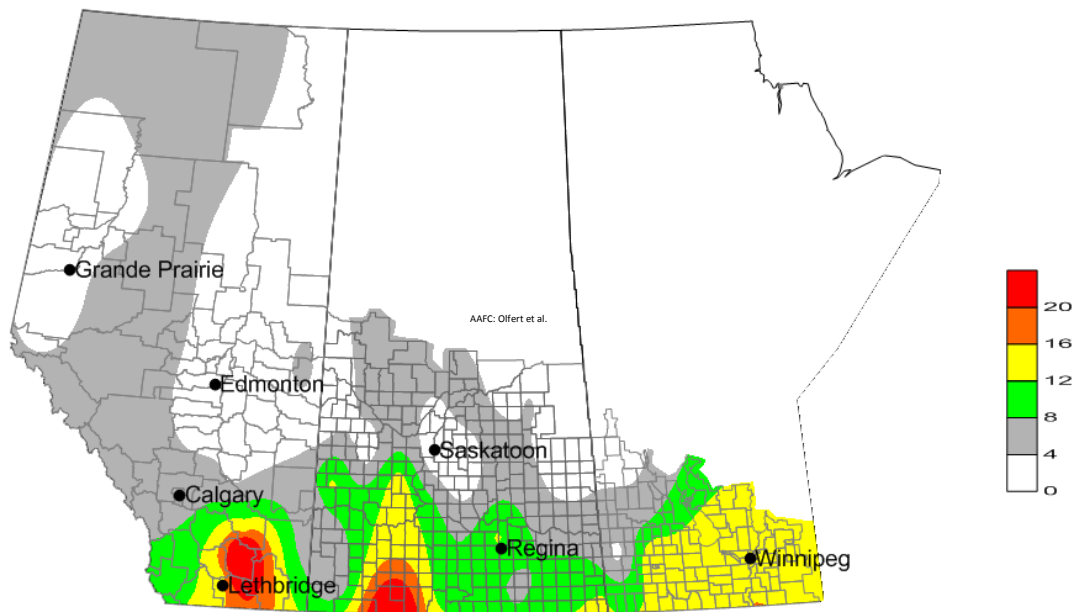 Grande Prairie
AAFC: Olfert et al.
Edmonton
Saskatoon
Calgary
Regina
Winnipeg
Lethbridge
20
16
12
8
4
0